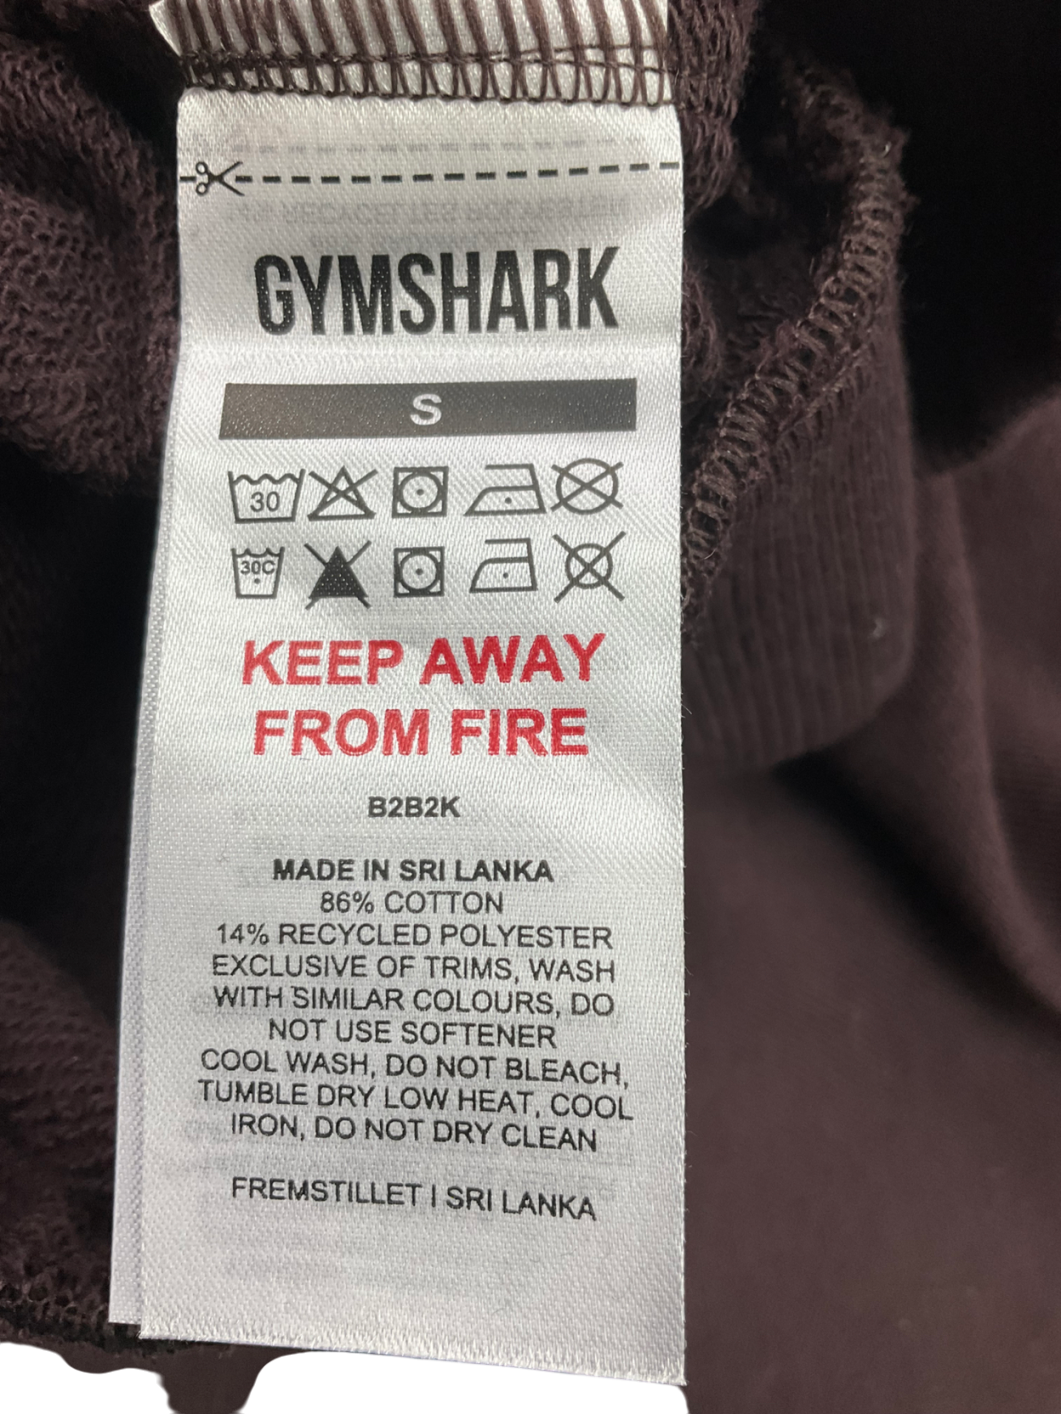 GYMSHARK
S
30
30C
KEEP AWAY
FROM FIRE
B2B2K
MADE IN SRI LANKA
86% COTTON
14% RECYCLED POLYESTER
EXCLUSIVE OF TRIMS, WASH
WITH SIMILAR COLOURS, DO
NOT USE SOFTENER
COOL WASH, DO NOT BLEACH,
TUMBLE DRY LOW HEAT, COOL
IRON, DO NOT DRY CLEAN
FREMSTILLET I SRI LANKA